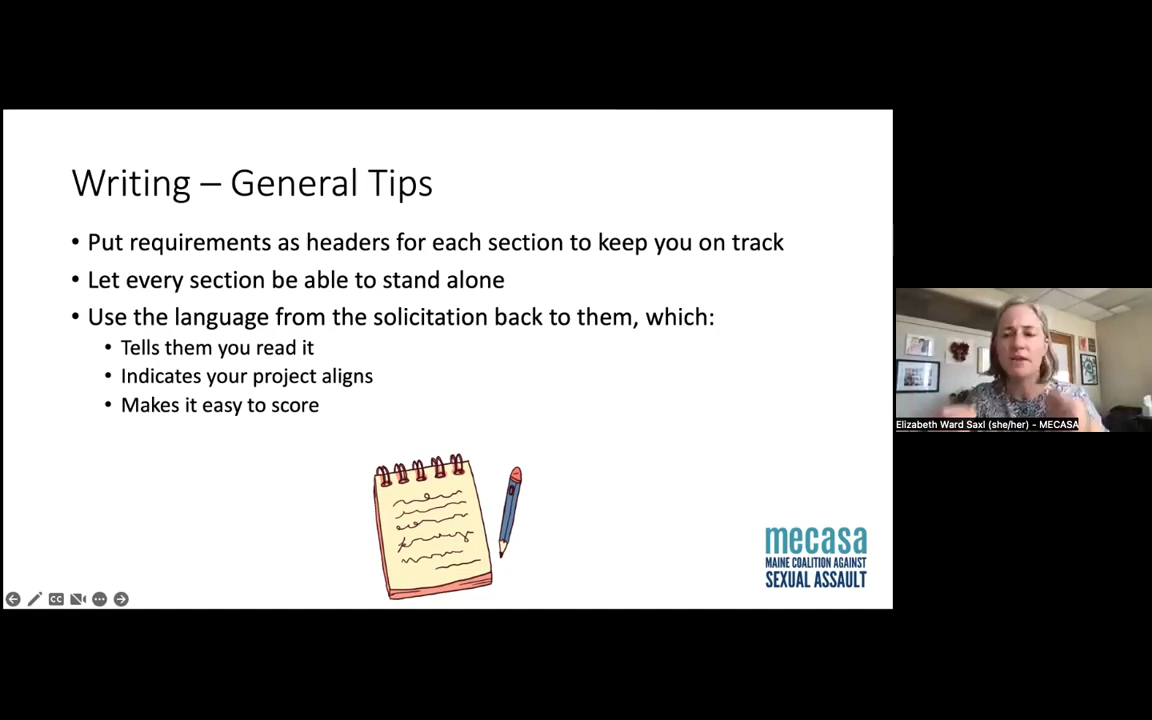 Writing – General Tips
• Put requirements as headers for each section to keep you on track
• Let every section be able to stand alone
• Use the language from the solicitation back to them, which:
• Tells them you read it
• Indicates your project aligns
• Makes it easy to score
mecasa
MAINE COALITION AGAINST
SEXUAL ASSAULT
CC
Elizabeth Ward Saxl (she/her) - MECASA